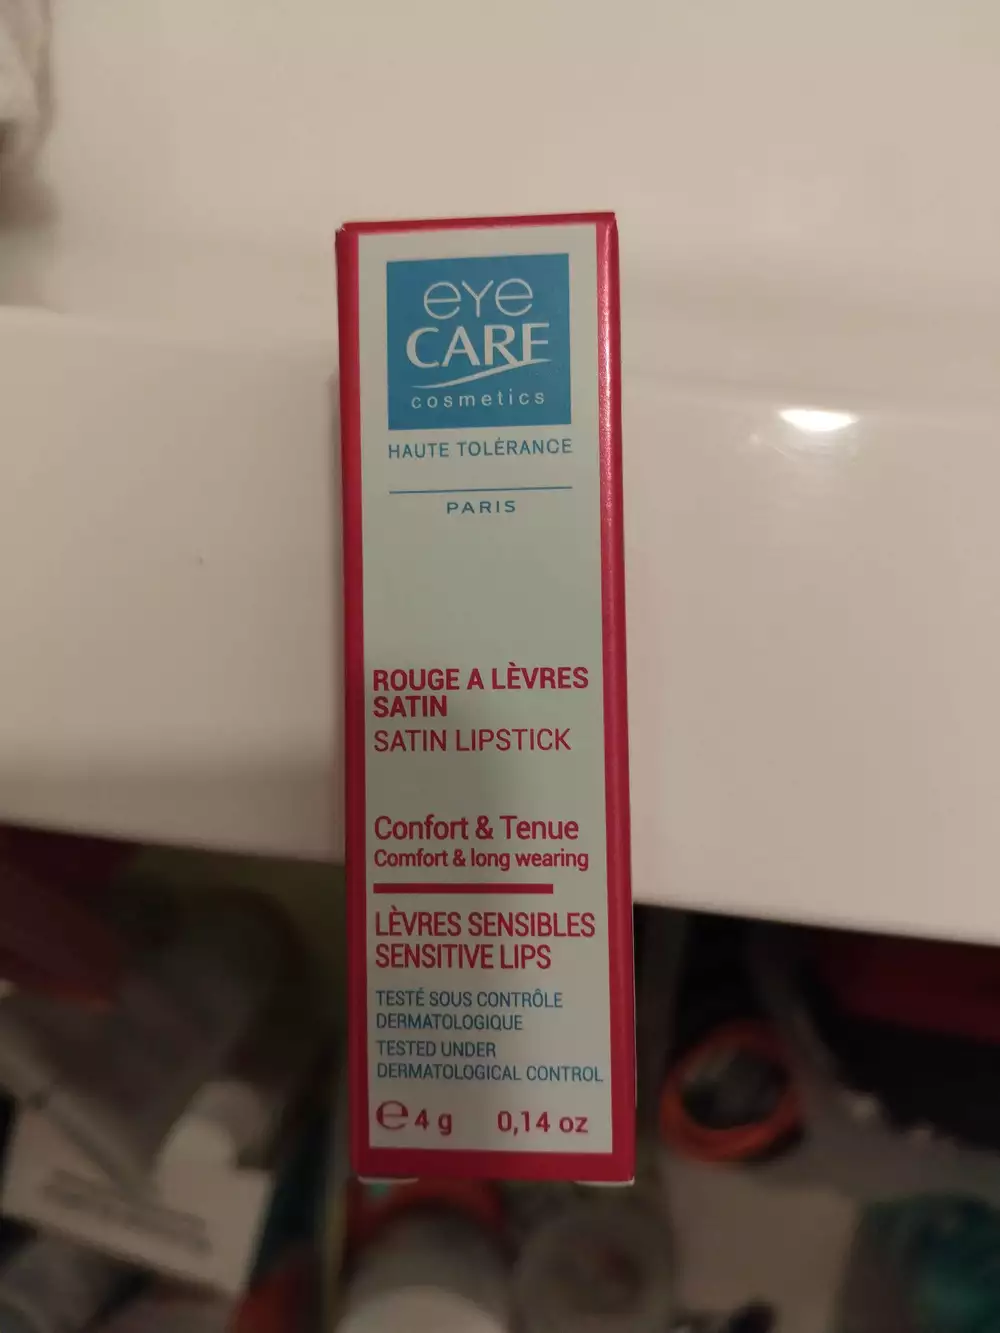 eye
CARE
cosmetics
HAUTE TOLÉRANCE
PARIS
ROUGE A LÈVRES
SATIN
SATIN LIPSTICK
Confort & Tenue
Comfort & long wearing
LÈVRES SENSIBLES
SENSITIVE LIPS
TESTÉ SOUS CONTRÔLE
DERMATOLOGIQUE
TESTED UNDER
DERMATOLOGICAL CONTROL
℮4 g 0,14 oz